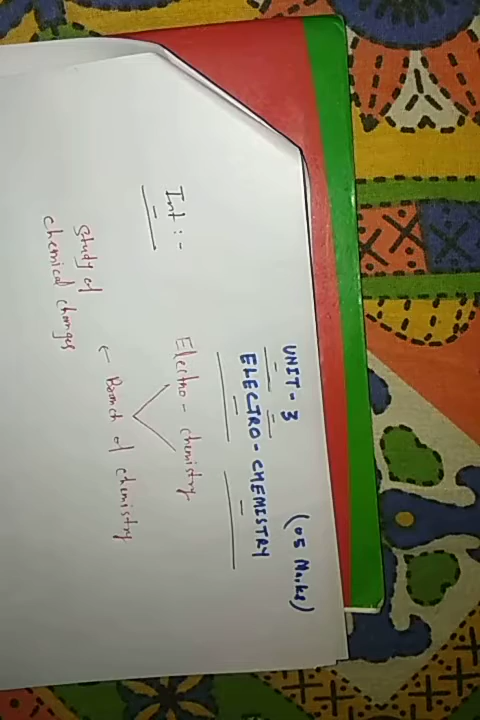 UNIT - 3
(05 Marks)
ELECTRO - CHEMISTRY
Int :-
Electro - chemistry
← Branch of chemistry
Study of
chemical changes